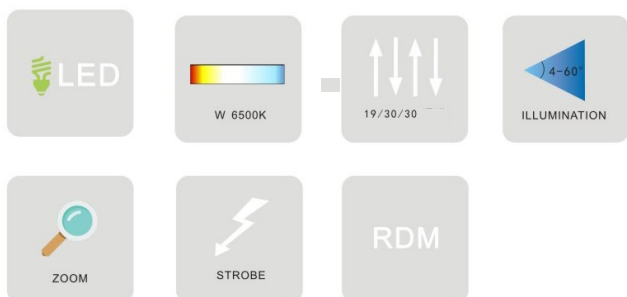 LED
W 6500K
19/30/30
4-60°
ILLUMINATION
ZOOM
STROBE
RDM